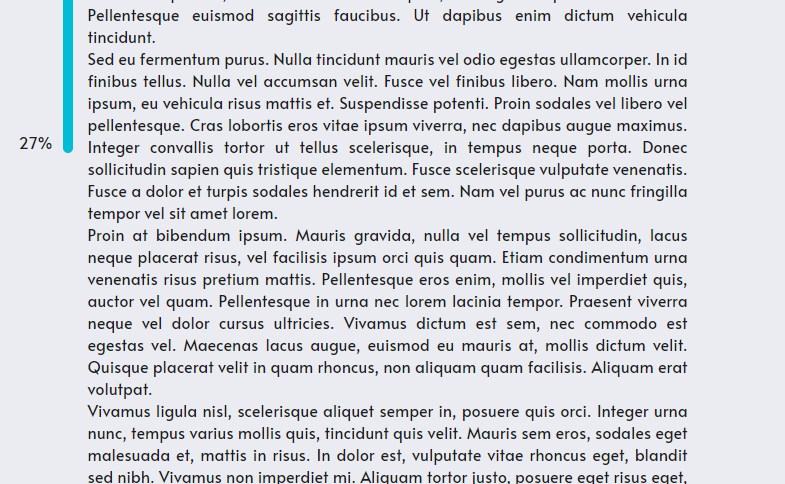 Pellentesque euismod sagittis faucibus. Ut dapibus enim dictum vehicula
tincidunt.
Sed eu fermentum purus. Nulla tincidunt mauris vel odio egestas ullamcorper. In id
finibus tellus. Nulla vel accumsan velit. Fusce vel finibus libero. Nam mollis urna
ipsum, eu vehicula risus mattis et. Suspendisse potenti. Proin sodales vel libero vel
pellentesque. Cras lobortis eros vitae ipsum viverra, nec dapibus augue maximus.
27%
Integer convallis tortor ut tellus scelerisque, in tempus neque porta. Donec
sollicitudin sapien quis tristique elementum. Fusce scelerisque vulputate venenatis.
Fusce a dolor et turpis sodales hendrerit id et sem. Nam vel purus ac nunc fringilla
tempor vel sit amet lorem.
Proin at bibendum ipsum. Mauris gravida, nulla vel tempus sollicitudin, lacus
neque placerat risus, vel facilisis ipsum orci quis quam. Etiam condimentum urna
venenatis risus pretium mattis. Pellentesque eros enim, mollis vel imperdiet quis,
auctor vel quam. Pellentesque in urna nec lorem lacinia tempor. Praesent viverra
neque vel dolor cursus ultricies. Vivamus dictum est sem, nec commodo est
egestas vel. Maecenas lacus augue, euismod eu mauris at, mollis dictum velit.
Quisque placerat velit in quam rhoncus, non aliquam quam facilisis. Aliquam erat
volutpat.
Vivamus ligula nisl, scelerisque aliquet semper in, posuere quis orci. Integer urna
nunc, tempus varius mollis quis, tincidunt quis velit. Mauris sem eros, sodales eget
malesuada et, mattis in risus. In dolor est, vulputate vitae rhoncus eget, blandit
sed nibh. Vivamus non imperdiet mi. Aliquam tortor justo, posuere eget risus eget,